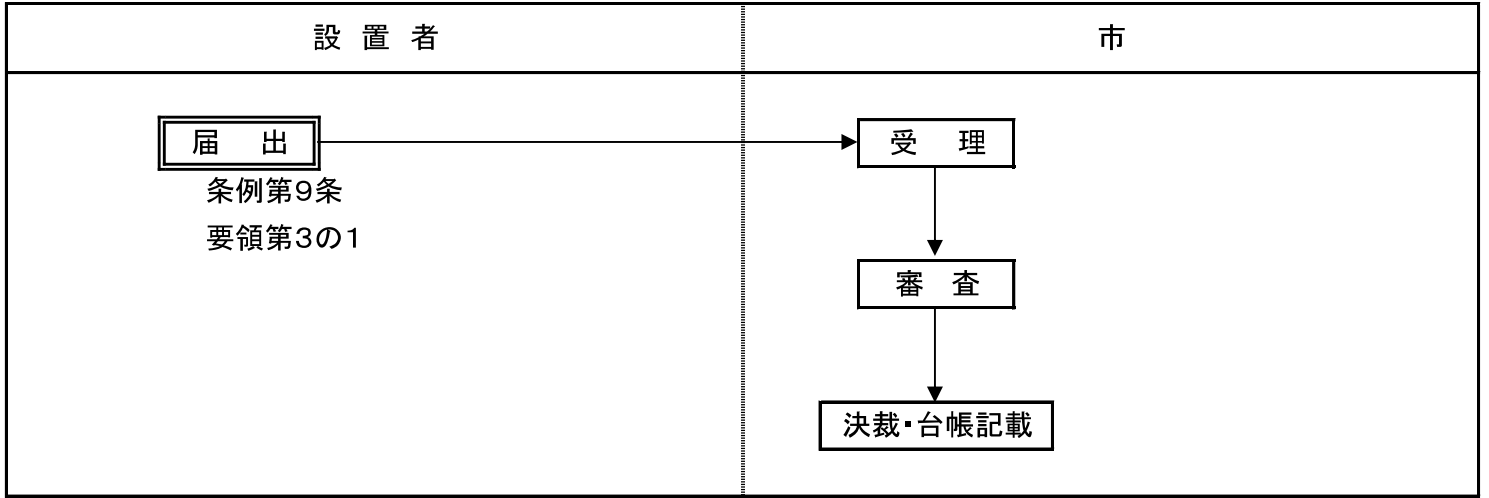 設 置 者
市
届 出
受 理
条例第９条
要領第３の１
審 査
決裁・台帳記載